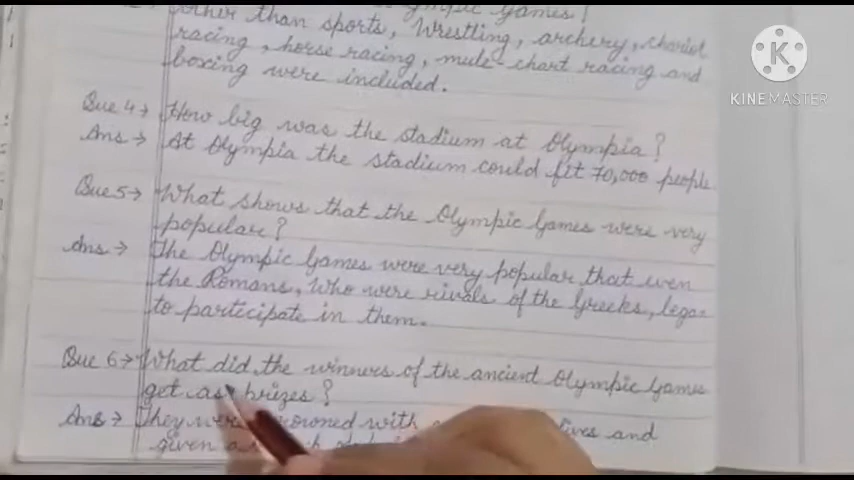 Olympic Games?
Other than sports, Wrestling, archery, chariot
racing, horse racing, mule-chart racing and
boxing were included.
Que 4→ How big was the stadium at Olympia?
Ans→ At Olympia the stadium could fit 70,000 people.
Que 5→ What shows that the Olympic Games were very
popular?
Ans→ The Olympic Games were very popular that even
the Romans, Who were rivals of the Greeks, began
to participate in them.
Que 6→ What did the winners of the ancient Olympic Games
get as prizes?
Ans→ They were crowned with and
given
K
KINEMASTER